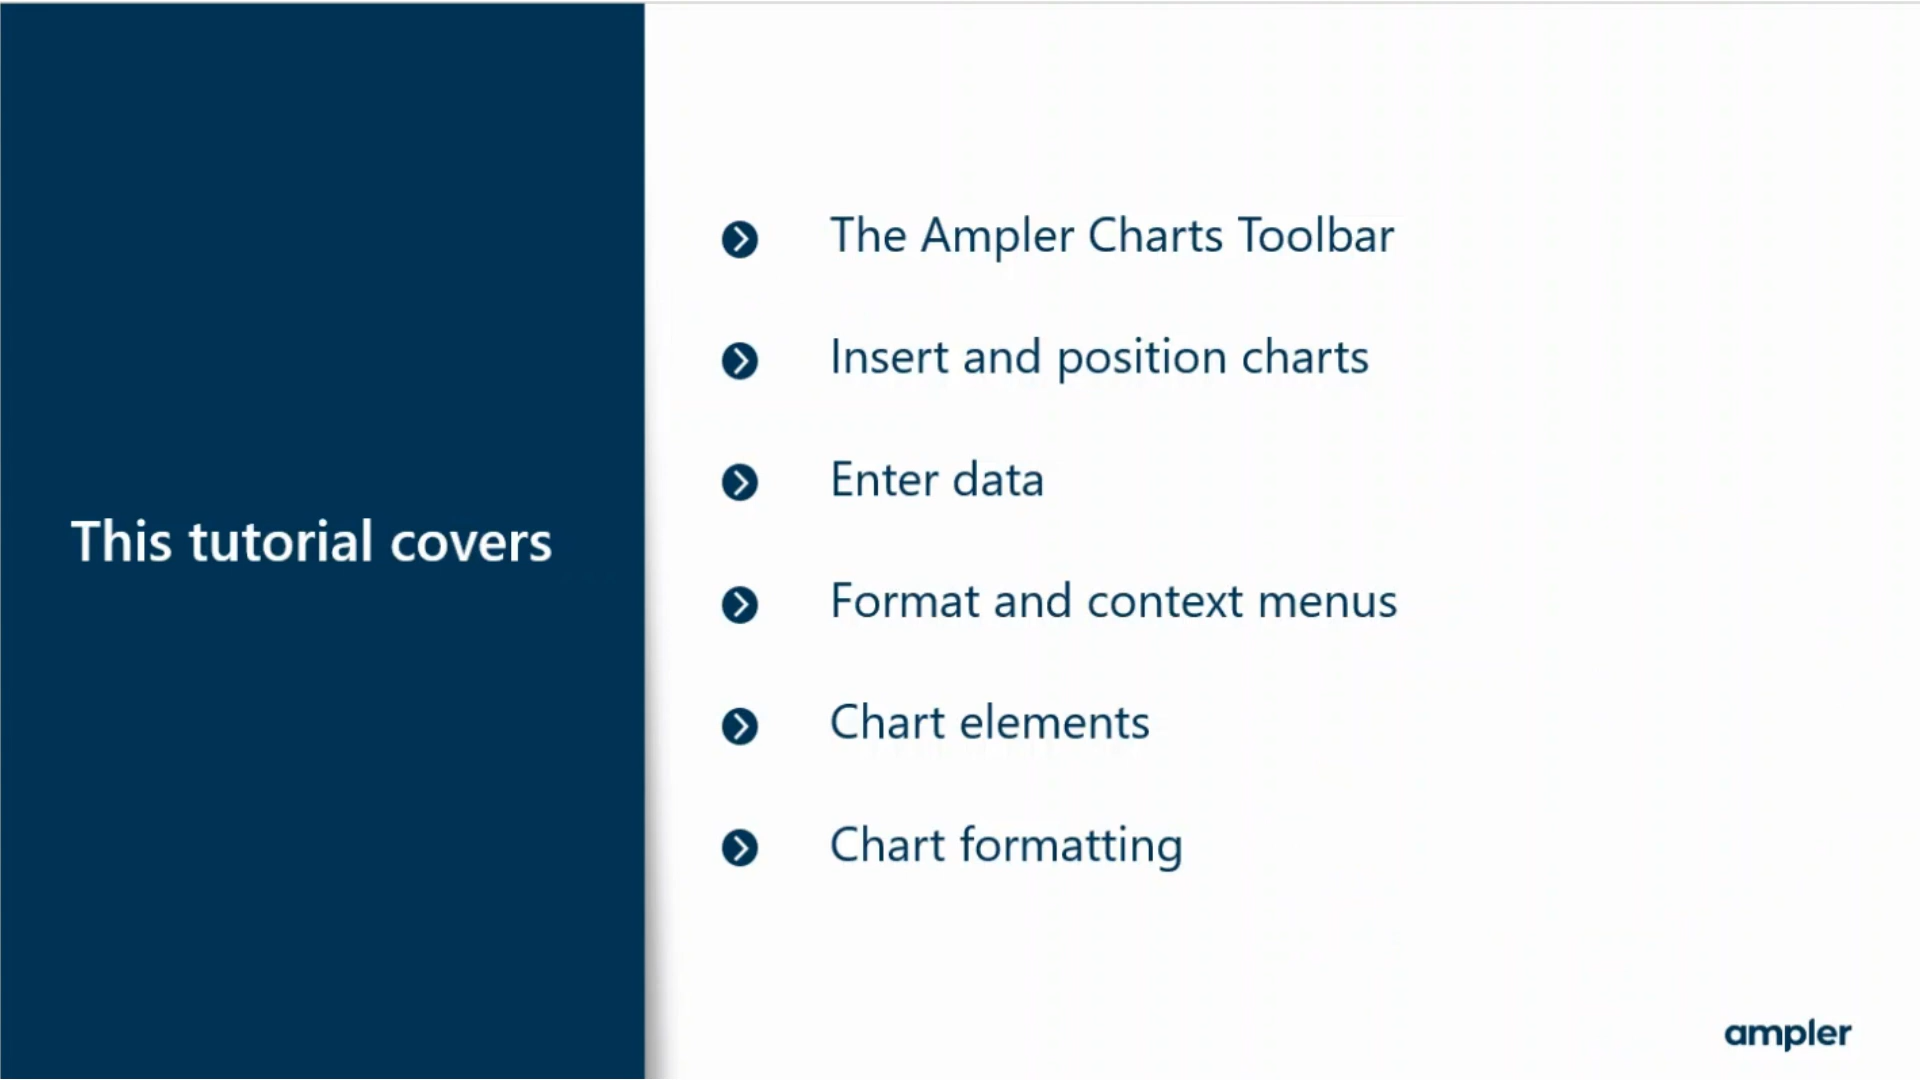 This tutorial covers
The Ampler Charts Toolbar
Insert and position charts
Enter data
Format and context menus
Chart elements
Chart formatting
ampler